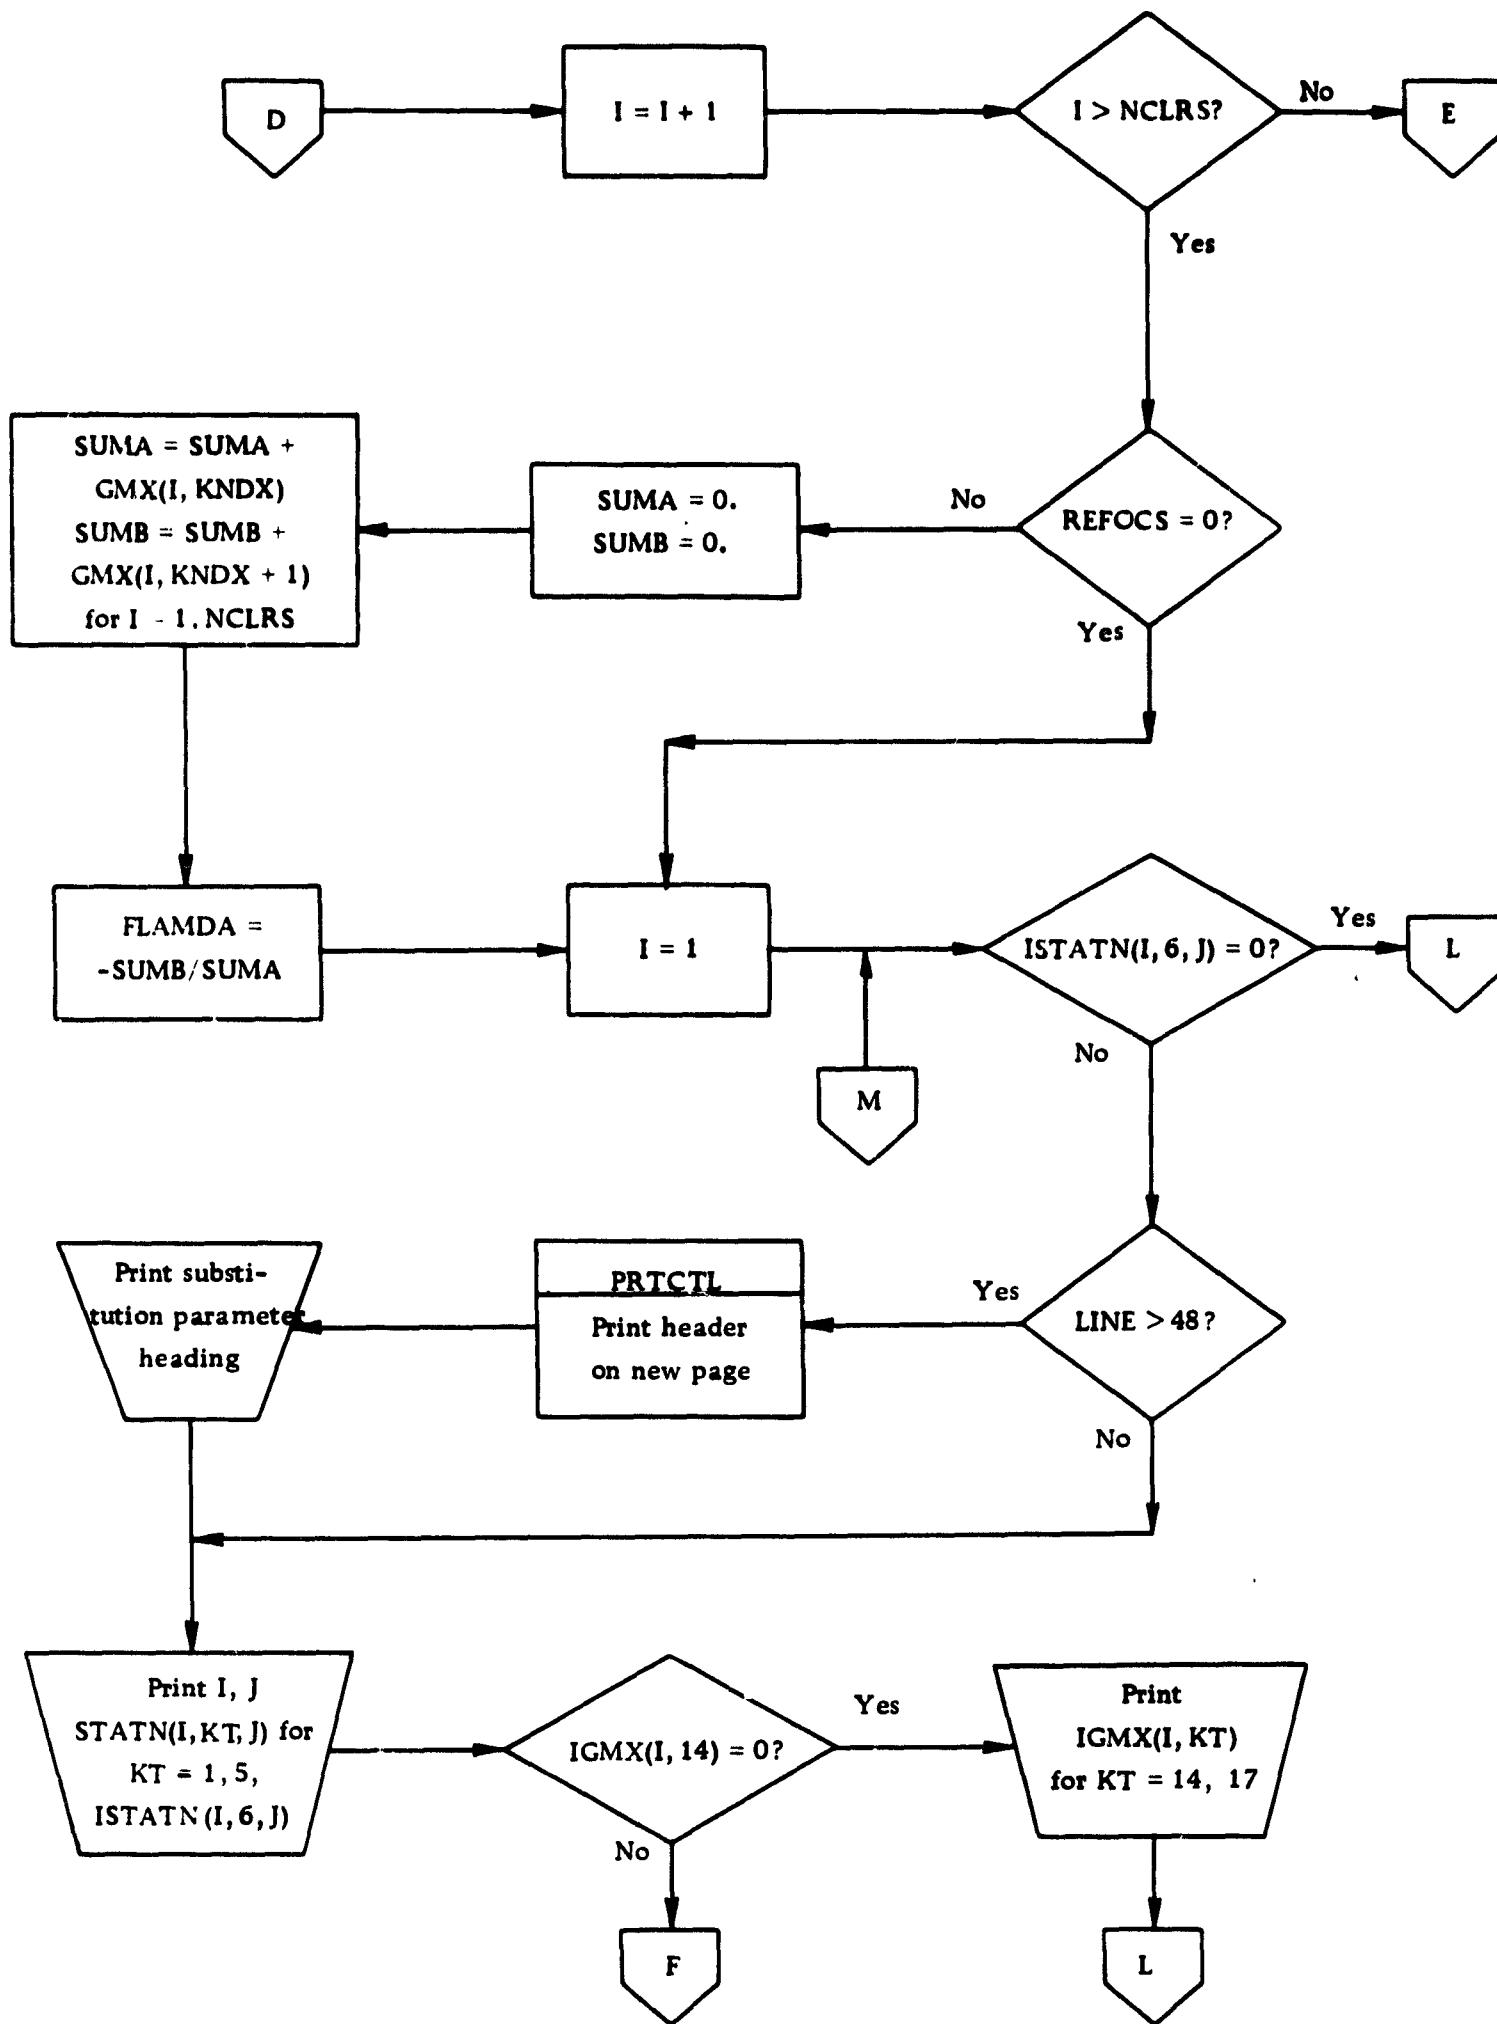 D
I = I + 1
I > NCLRS?
No
E
Yes
SUMA = SUMA +
GMX(I, KNDX)
SUMB = SUMB +
GMX(I, KNDX + 1)
for I - 1, NCLRS
SUMA = 0.
SUMB = 0.
No
REFOCS = 0?
Yes
FLAMDA =
-SUMB/SUMA
I = 1
ISTATN(I, 6, J) = 0?
Yes
L
No
M
Print substi-
tution parameter
heading
PRTCTL
Print header
on new page
Yes
LINE > 48?
No
Print I, J
STATN(I, KT, J) for
KT = 1, 5,
ISTATN(I, 6, J)
IGMX(I, 14) = 0?
Yes
Print
IGMX(I, KT)
for KT = 14, 17
No
F
L